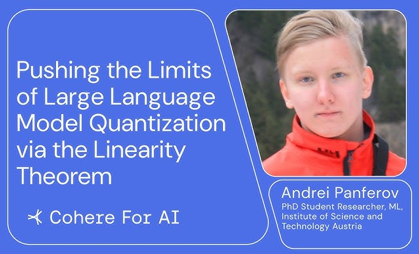 Pushing the Limits
of Large Language
Model Quantization
via the Linearity
Theorem
Cohere For AI
Andrei Panferov
PhD Student Researcher, ML,
Institute of Science and
Technology Austria